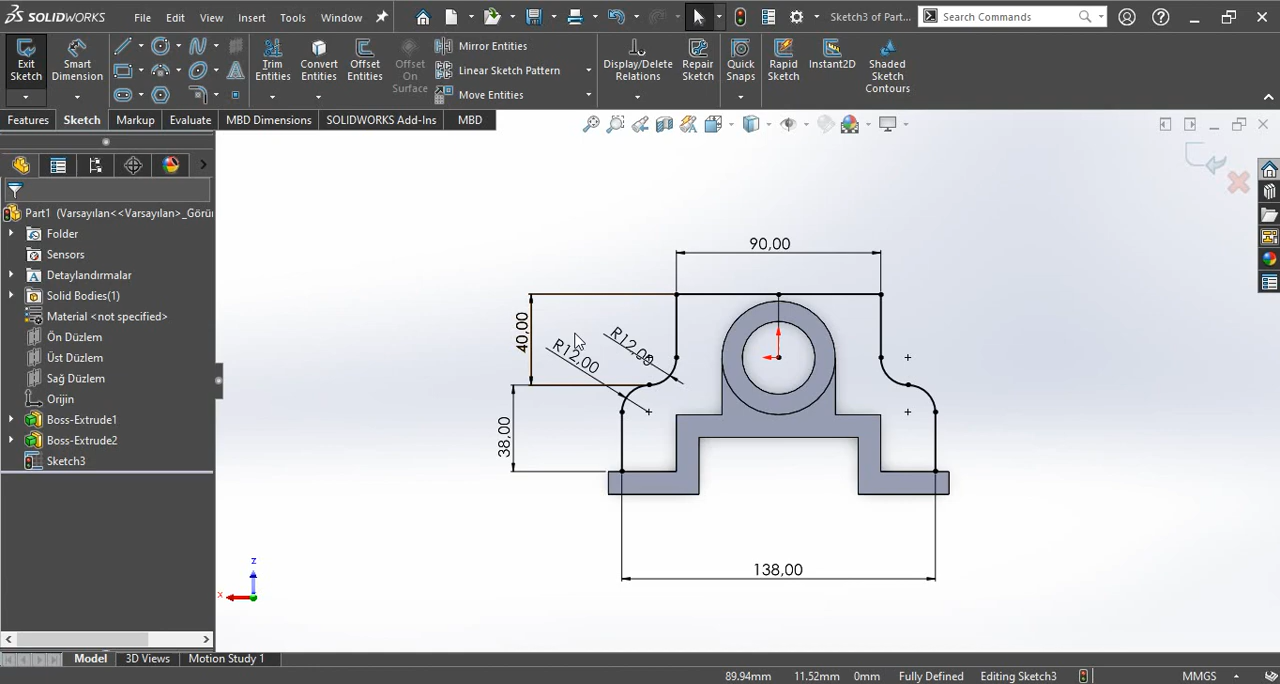 SOLIDWORKS File Edit View Insert Tools Window Sketch3 of Part... Search Commands
Exit Sketch
Smart Dimension
Trim Entities
Convert Entities
Offset Entities
Offset On Surface
Mirror Entities
Linear Sketch Pattern
Move Entities
Display/Delete Relations
Repair Sketch
Quick Snaps
Rapid Sketch
Instant2D
Shaded Sketch Contours
Features Sketch Markup Evaluate MBD Dimensions SOLIDWORKS Add-Ins MBD
Part1 (Varsayılan<<Varsayılan>_Görür
Folder
Sensors
Detaylandırmalar
Solid Bodies(1)
Material <not specified>
Ön Düzlem
Üst Düzlem
Sağ Düzlem
Orijin
Boss-Extrude1
Boss-Extrude2
Sketch3
90,00
40,00
R12,00
R12,00
38,00
138,00
z
x
Model 3D Views Motion Study 1
89.94mm 11.52mm 0mm Fully Defined Editing Sketch3 MMGS